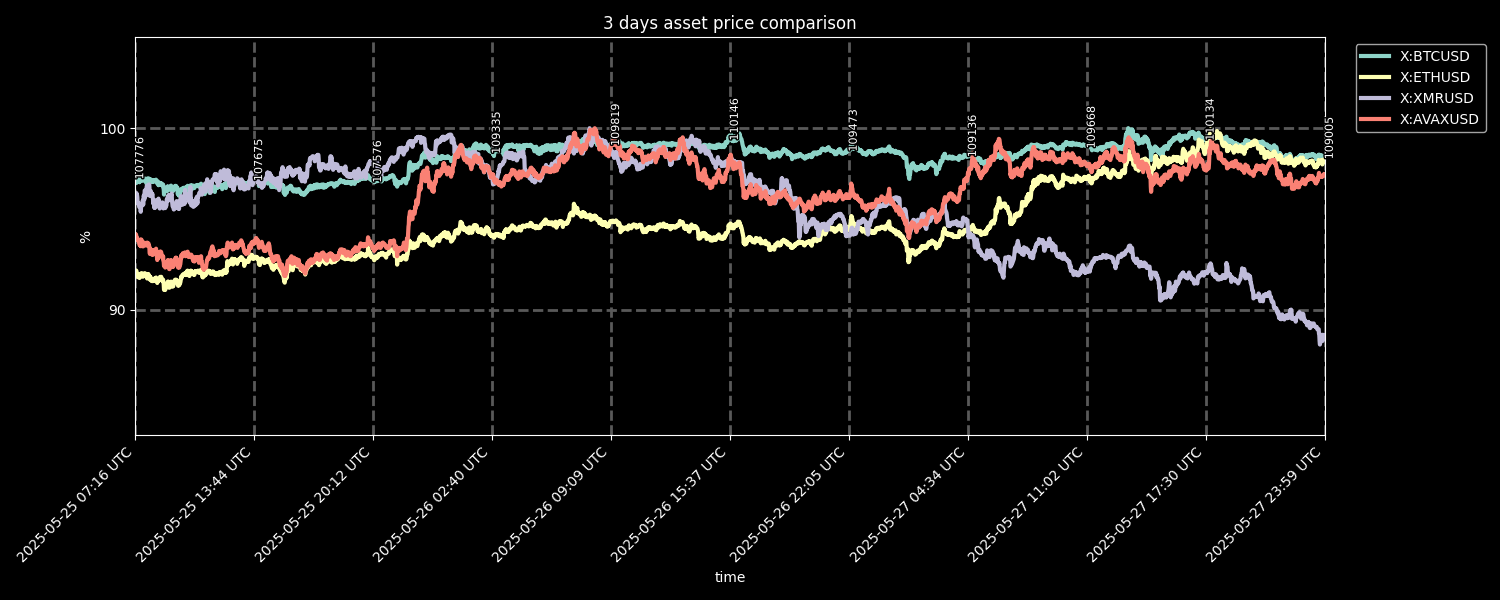 3 days asset price comparison
X:BTCUSD
X:ETHUSD
X:XMRUSD
X:AVAXUSD
100
90
%
107776
107675
107576
109335
109819
110146
109473
109136
109668
110134
109005
2025-05-25 07:16 UTC
2025-05-25 13:44 UTC
2025-05-25 20:12 UTC
2025-05-26 02:40 UTC
2025-05-26 09:09 UTC
2025-05-26 15:37 UTC
2025-05-26 22:05 UTC
2025-05-27 04:34 UTC
2025-05-27 11:02 UTC
2025-05-27 17:30 UTC
2025-05-27 23:59 UTC
time